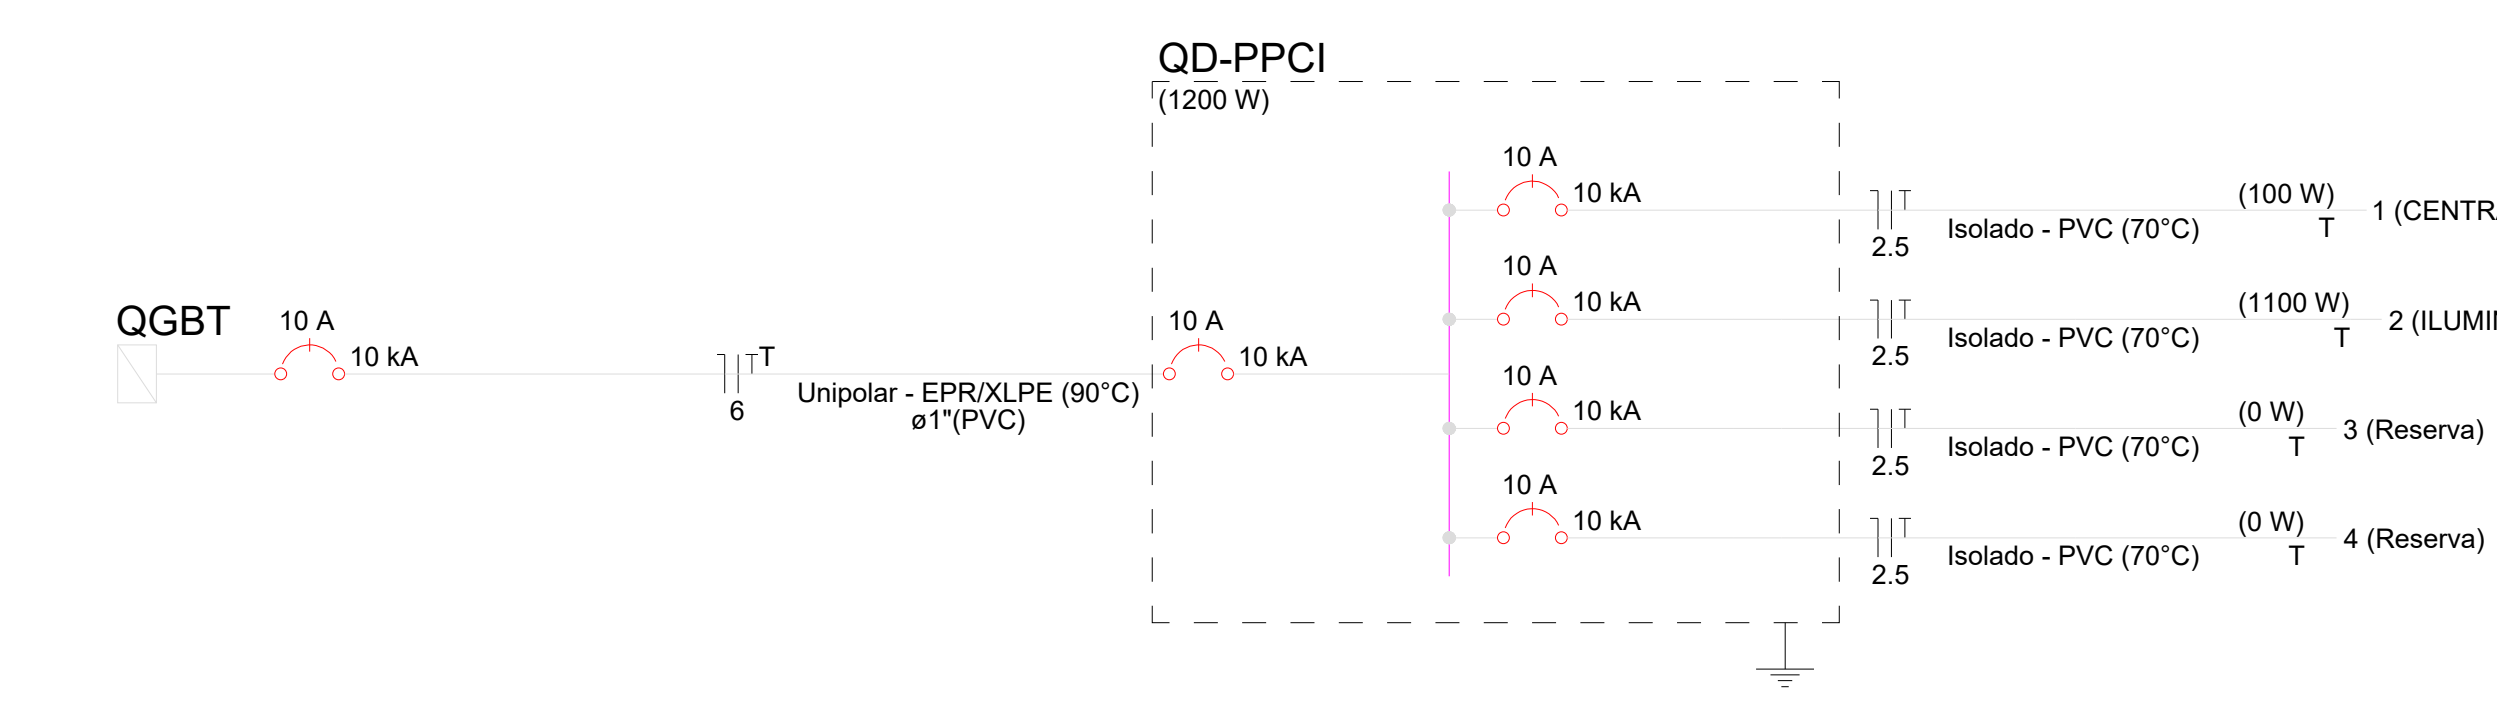 QD-PPCI
(1200 W)
QGBT
10 A
10 kA
T
6
Unipolar - EPR/XLPE (90°C)
ø1"(PVC)
10 A
10 kA
10 A
10 kA
2.5
Isolado - PVC (70°C)
(100 W)
T
1 (CENTRA
10 A
10 kA
2.5
Isolado - PVC (70°C)
(1100 W)
T
2 (ILUMI
10 A
10 kA
2.5
Isolado - PVC (70°C)
(0 W)
T
3 (Reserva)
10 A
10 kA
2.5
Isolado - PVC (70°C)
(0 W)
T
4 (Reserva)